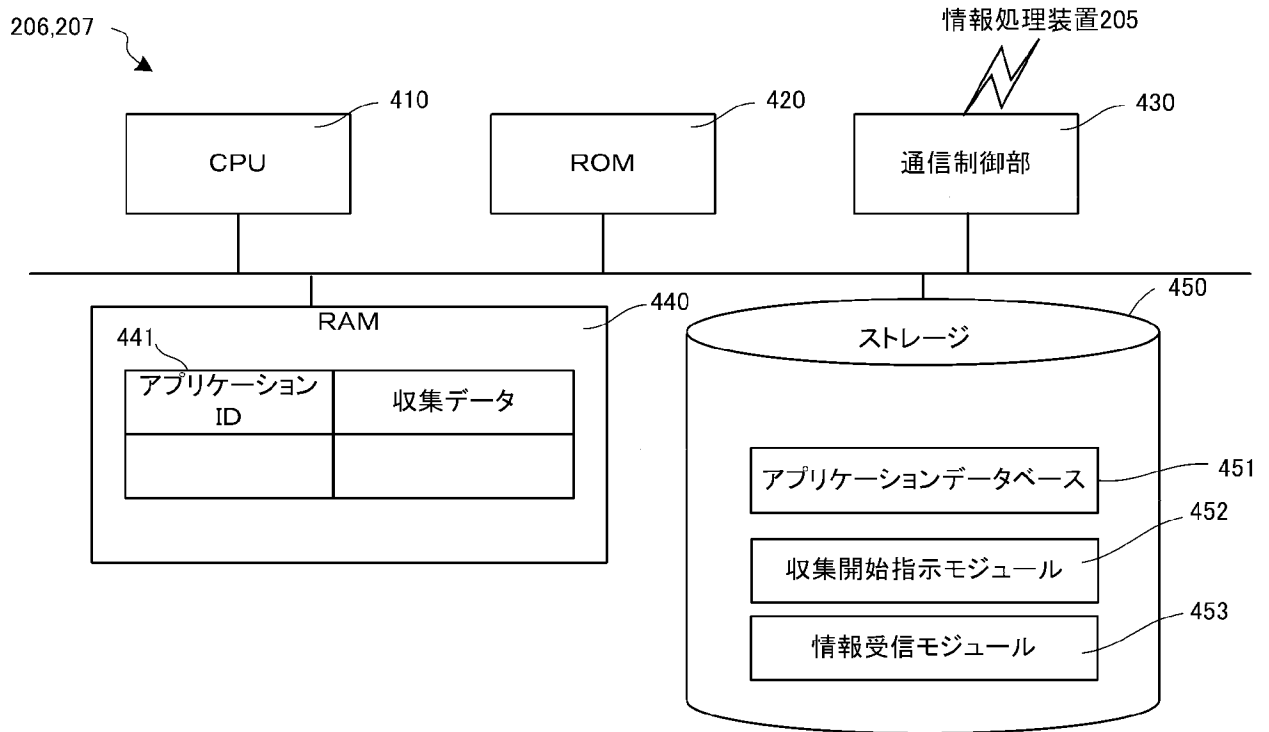 206,207
情報処理装置205
410
420
430
CPU
ROM
通信制御部
440
450
RAM
ストレージ
441
アプリケーション
ID
収集データ
アプリケーションデータベース
451
452
収集開始指示モジュール
453
情報受信モジュール